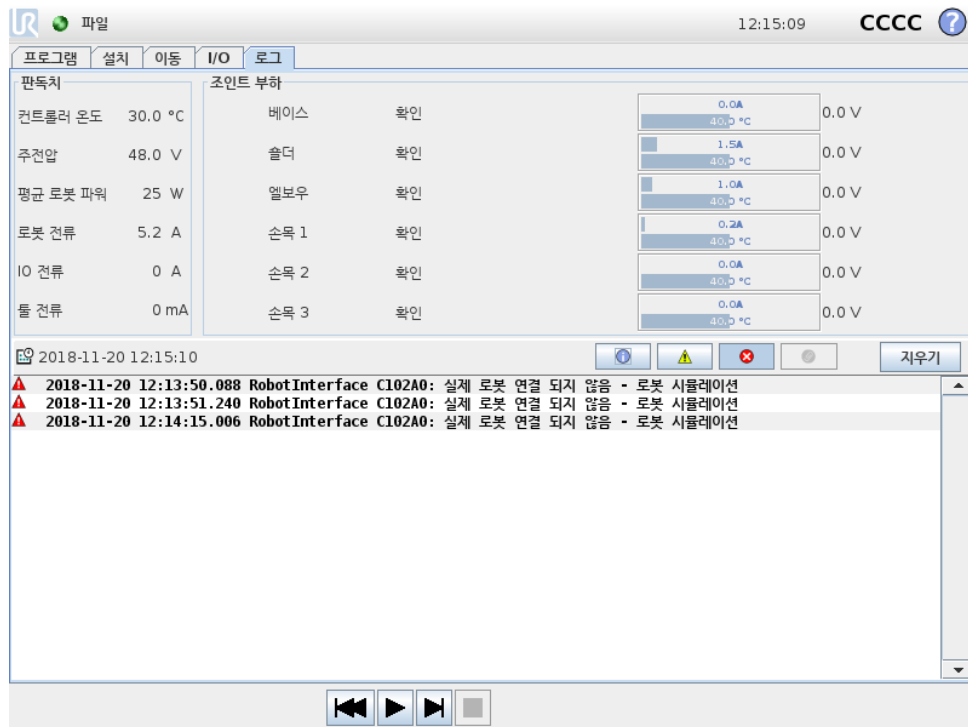 UR 파일 12:15:09 CCCC ?
프로그램 설치 이동 I/O 로그
판독치 조인트 부하
컨트롤러 온도 30.0 °C 베이스 확인 0.0A 40.0 °C 0.0 V
주전압 48.0 V 숄더 확인 1.5A 40.0 °C 0.0 V
평균 로봇 파워 25 W 엘보우 확인 1.0A 40.0 °C 0.0 V
로봇 전류 5.2 A 손목 1 확인 0.2A 40.0 °C 0.0 V
IO 전류 0 A 손목 2 확인 0.0A 40.0 °C 0.0 V
툴 전류 0 mA 손목 3 확인 0.0A 40.0 °C 0.0 V
2018-11-20 12:15:10 지우기
2018-11-20 12:13:50.088 RobotInterface C102A0: 실제 로봇 연결 되지 않음 - 로봇 시뮬레이션
2018-11-20 12:13:51.240 RobotInterface C102A0: 실제 로봇 연결 되지 않음 - 로봇 시뮬레이션
2018-11-20 12:14:15.006 RobotInterface C102A0: 실제 로봇 연결 되지 않음 - 로봇 시뮬레이션